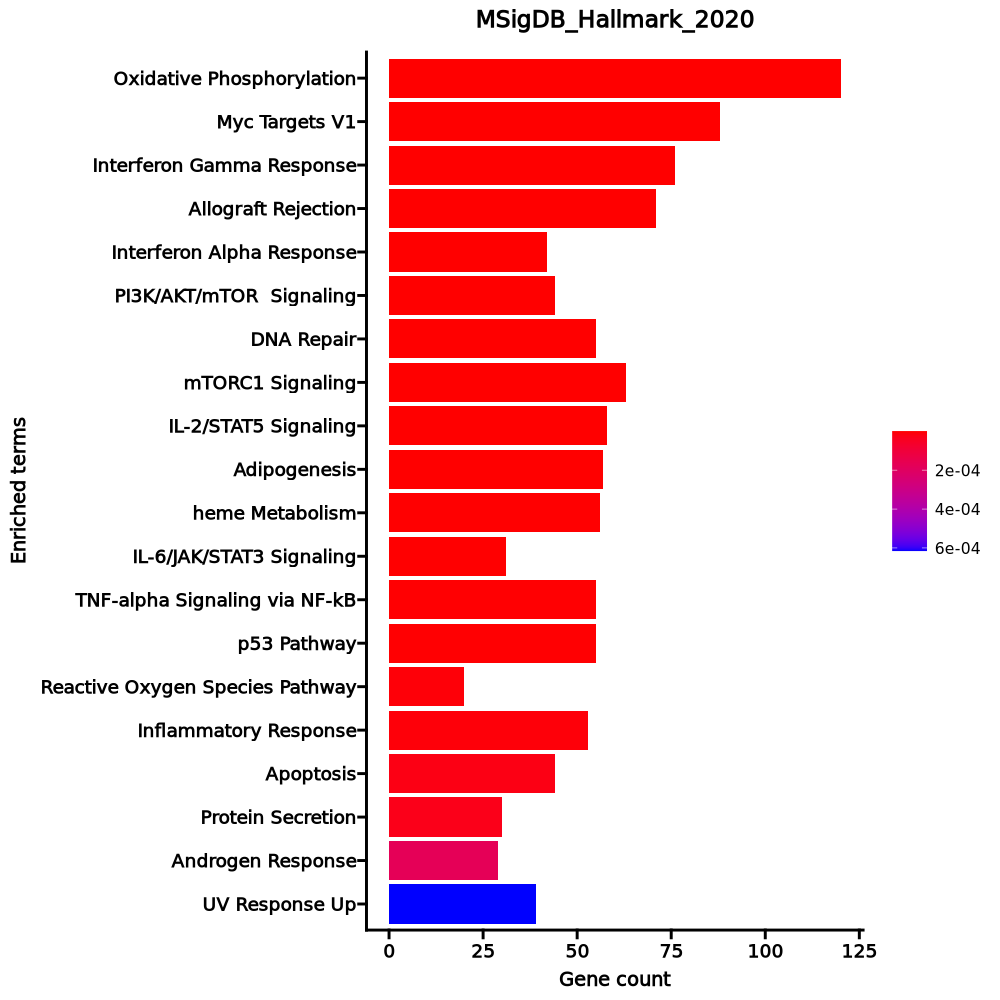 MSigDB_Hallmark_2020
Oxidative Phosphorylation
Myc Targets V1
Interferon Gamma Response
Allograft Rejection
Interferon Alpha Response
PI3K/AKT/mTOR  Signaling
DNA Repair
mTORC1 Signaling
IL-2/STAT5 Signaling
Adipogenesis
heme Metabolism
IL-6/JAK/STAT3 Signaling
TNF-alpha Signaling via NF-kB
p53 Pathway
Reactive Oxygen Species Pathway
Inflammatory Response
Apoptosis
Protein Secretion
Androgen Response
UV Response Up
Enriched terms
0 25 50 75 100 125
Gene count
2e-04
4e-04
6e-04